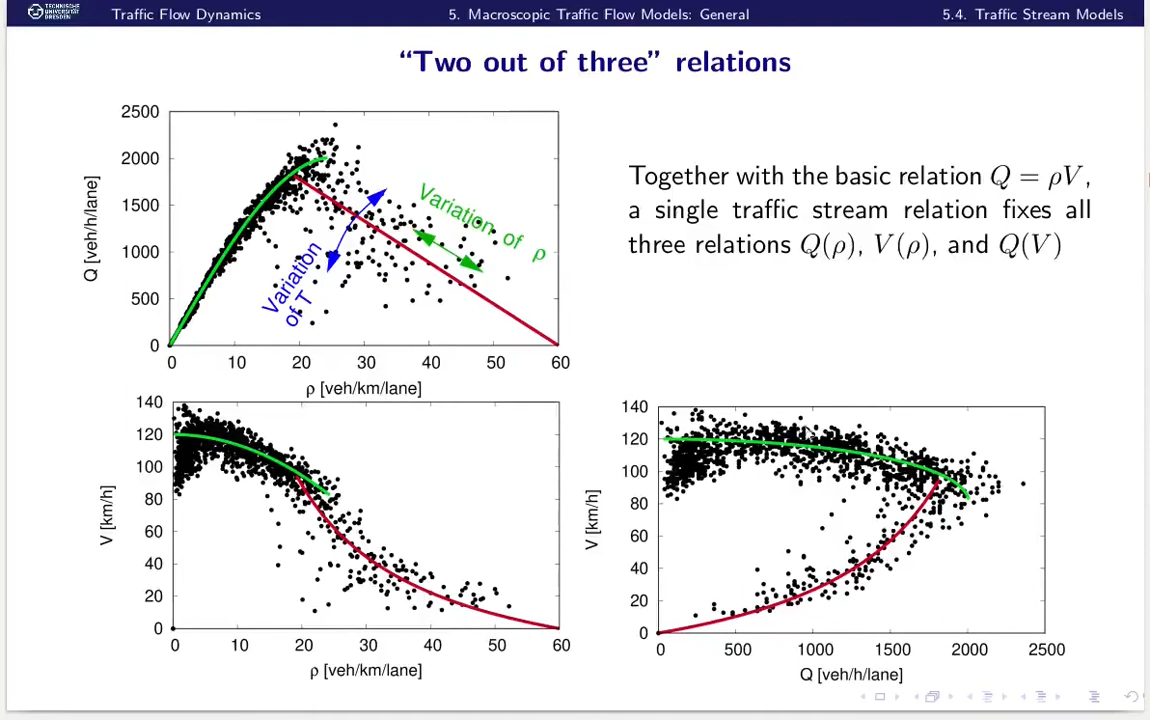 TECHNISCHE
UNIVERSITÄT
DRESDEN
Traffic Flow Dynamics
5. Macroscopic Traffic Flow Models: General
5.4. Traffic Stream Models
“Two out of three” relations
2500
2000
1500
1000
500
0
Q [veh/h/lane]
0 10 20 30 40 50 60
ρ [veh/km/lane]
Variation of ρ
Variation
of T
Together with the basic relation Q = ρV,
a single traffic stream relation fixes all
three relations Q(ρ), V(ρ), and Q(V)
140
120
100
80
60
40
20
0
V [km/h]
0 10 20 30 40 50 60
ρ [veh/km/lane]
140
120
100
80
60
40
20
0
V [km/h]
0 500 1000 1500 2000 2500
Q [veh/h/lane]